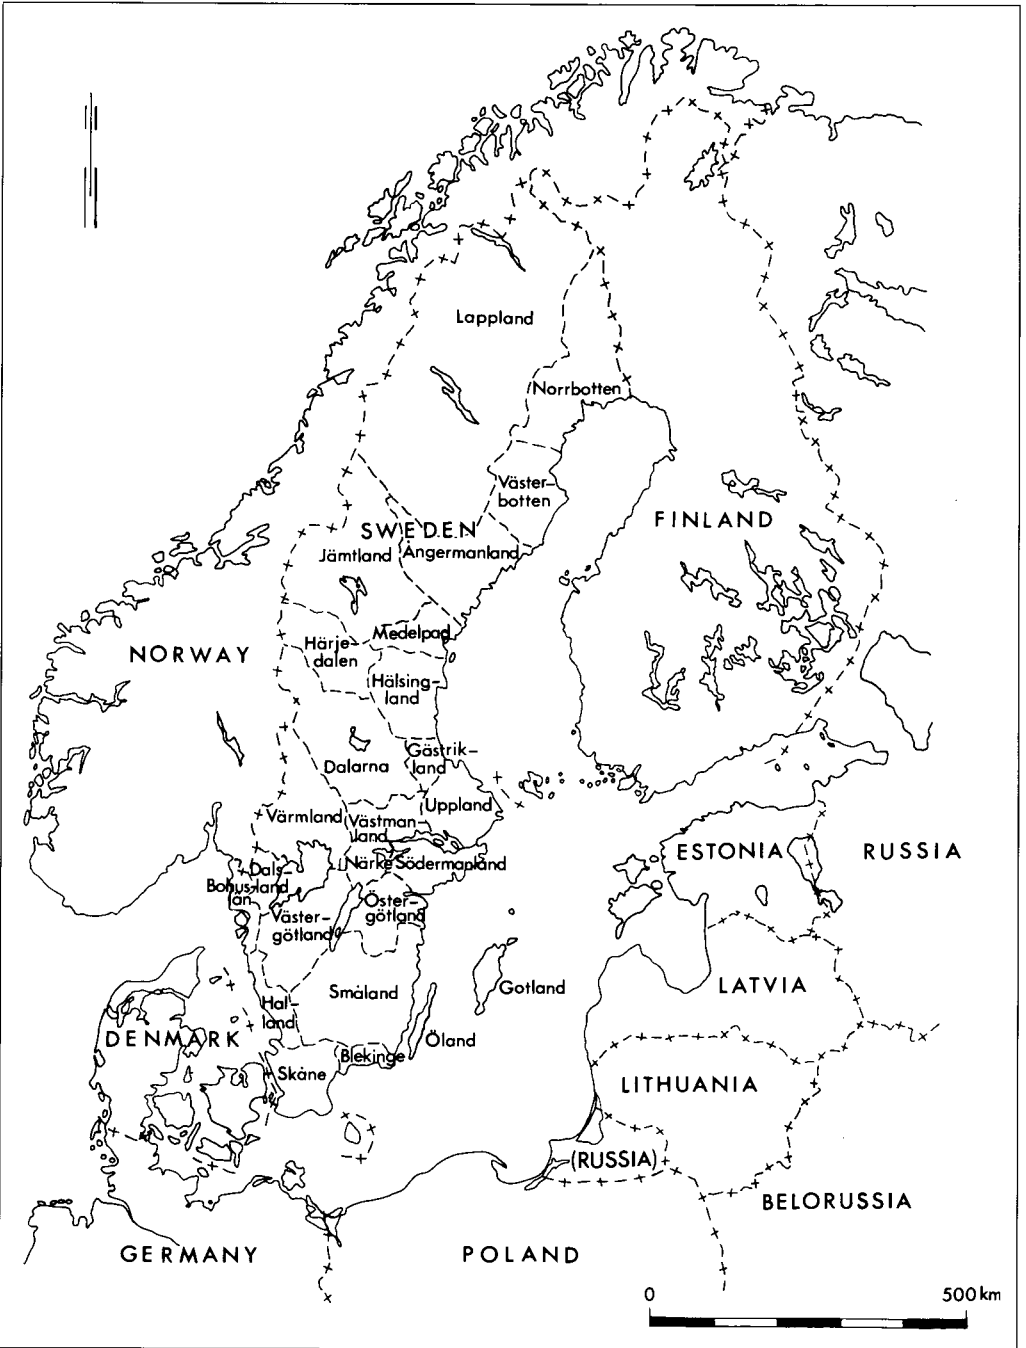 Lappland
Norrbotten
Väster-
botten
SWEDEN
FINLAND
Jämtland
Ångermanland
NORWAY
Härje-
dalen
Medelpad
Hälsing-
land
Dalarna
Gästrik-
land
Värmland
Västman-
land
Uppland
ESTONIA
RUSSIA
Dals-
land
Bohus-
län
Närke
Södermanland
Väster-
götland
Öster-
götland
Småland
Gotland
LATVIA
Hal-
land
DENMARK
Öland
Blekinge
Skåne
LITHUANIA
(RUSSIA)
BELORUSSIA
GERMANY
POLAND
0
500 km